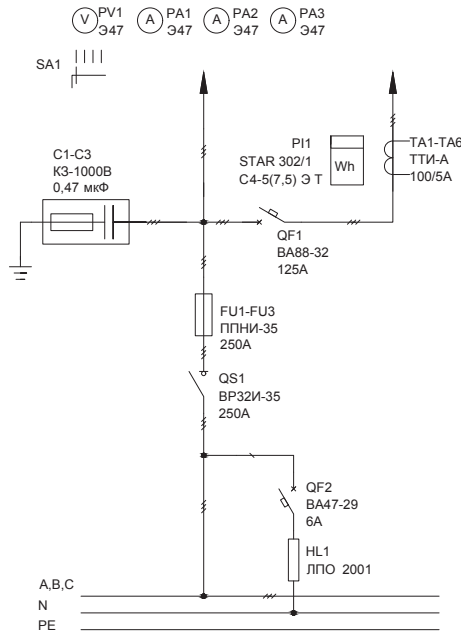 V PV1 A PA1 A PA2 A PA3
Э47 Э47 Э47 Э47
SA1
C1-C3
КЗ-1000В
0,47 мкФ
PI1
STAR 302/1
С4-5(7,5) Э Т
Wh
TA1-TA6
ТТИ-А
100/5А
QF1
ВА88-32
125А
FU1-FU3
ППНИ-35
250А
QS1
ВР32И-35
250А
QF2
ВА47-29
6А
HL1
ЛПО 2001
A,B,C
N
PE